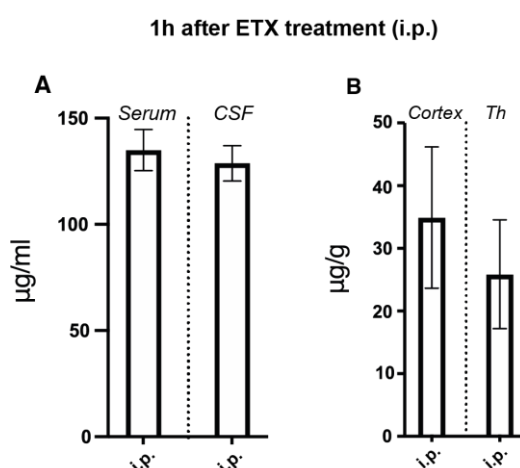 1h after ETX treatment (i.p.)
A
Serum
CSF
150
100
50
0
µg/ml
i.p.
i.p.
B
Cortex
Th
50
40
30
20
10
0
µg/g
i.p.
i.p.